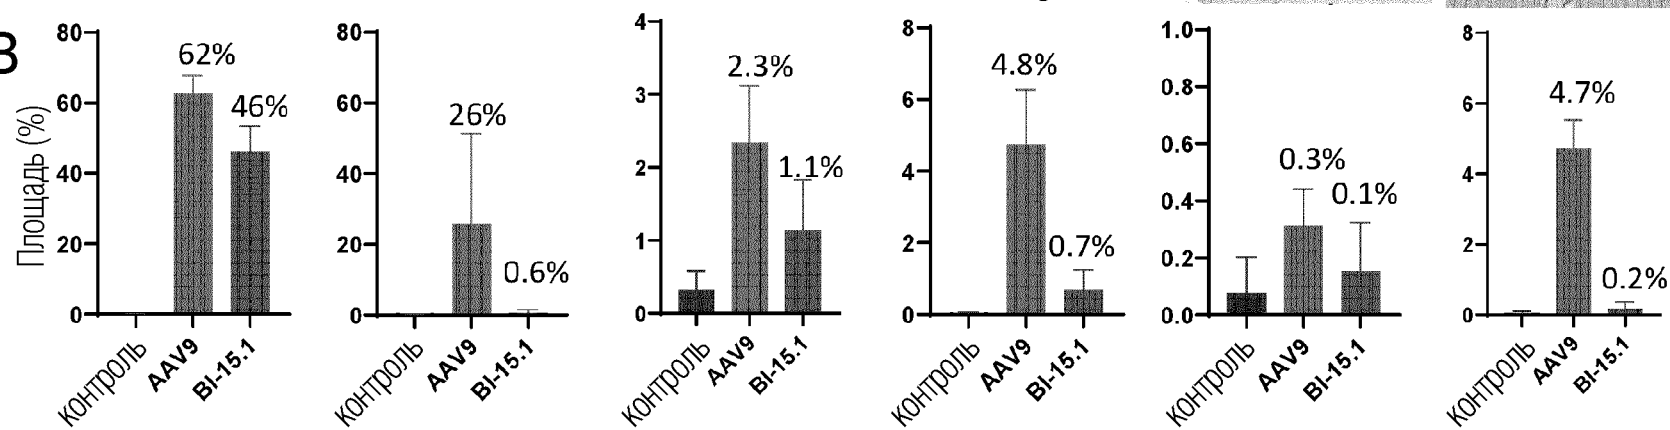 B
Площадь (%)
80
60
40
20
0
62%
46%
контроль
AAV9
BI-15.1
80
60
40
20
0
26%
0.6%
контроль
AAV9
BI-15.1
4
3
2
1
0
2.3%
1.1%
контроль
AAV9
BI-15.1
8
6
4
2
0
4.8%
0.7%
контроль
AAV9
BI-15.1
1.0
0.8
0.6
0.4
0.2
0.0
0.3%
0.1%
контроль
AAV9
BI-15.1
8
6
4
2
0
4.7%
0.2%
контроль
AAV9
BI-15.1